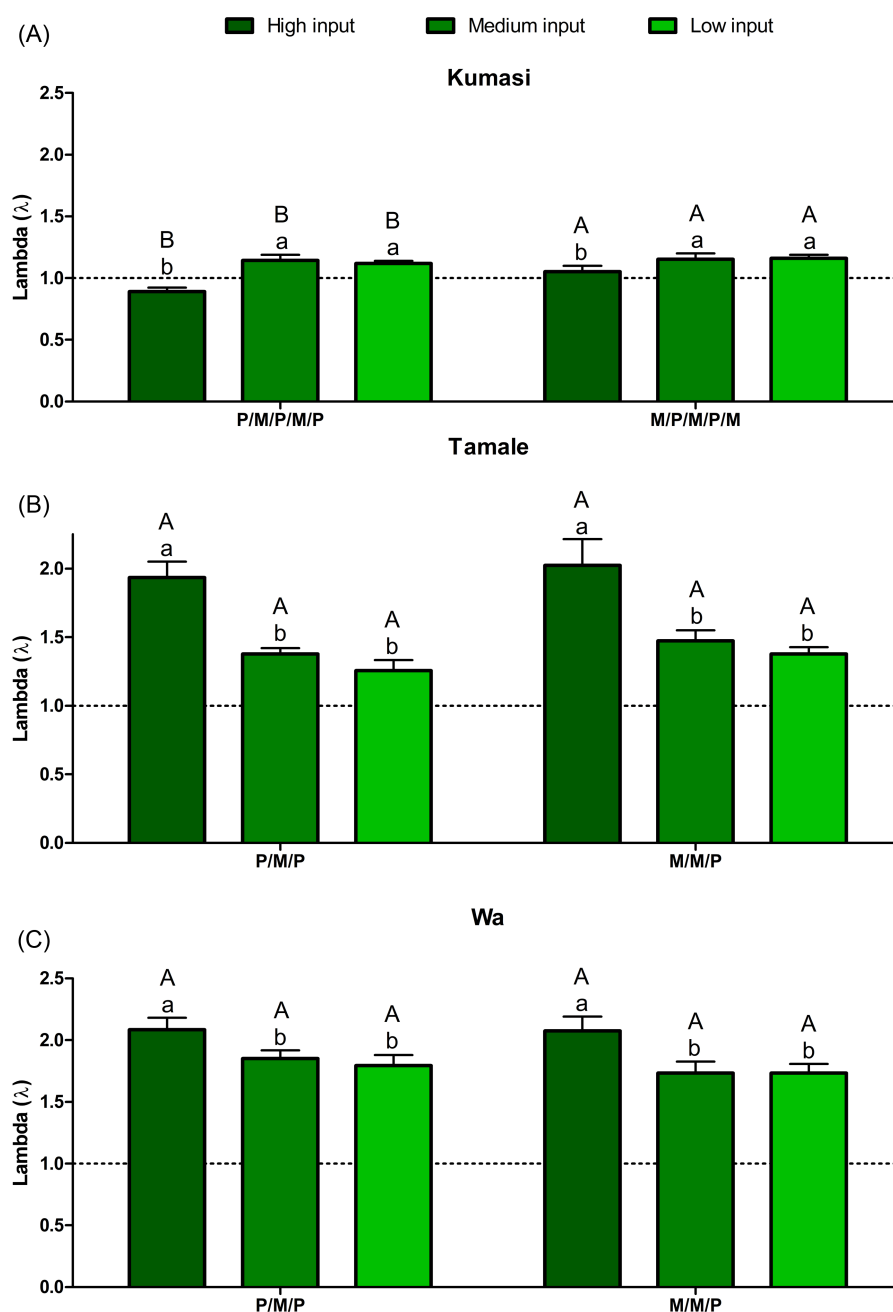 (A)
High input
Medium input
Low input
Kumasi
2.5
2.0
1.5
1.0
0.5
0.0
Lambda (λ)
B
b
B
a
B
a
A
b
A
a
A
a
P/M/P/M/P
M/P/M/P/M
Tamale
(B)
2.0
1.5
1.0
0.5
0.0
Lambda (λ)
A
a
A
b
A
b
A
a
A
b
A
b
P/M/P
M/M/P
Wa
(C)
2.5
2.0
1.5
1.0
0.5
0.0
Lambda (λ)
A
a
A
b
A
b
A
a
A
b
A
b
P/M/P
M/M/P